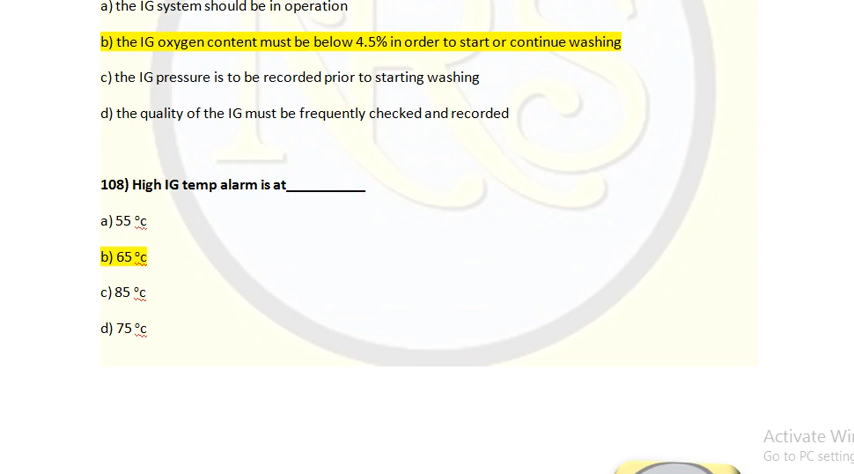 a) the IG system should be in operation
b) the IG oxygen content must be below 4.5% in order to start or continue washing
c) the IG pressure is to be recorded prior to starting washing
d) the quality of the IG must be frequently checked and recorded
108) High IG temp alarm is at__________
a) 55 °c
b) 65 °c
c) 85 °c
d) 75 °c
Activate Wi
Go to PC setting